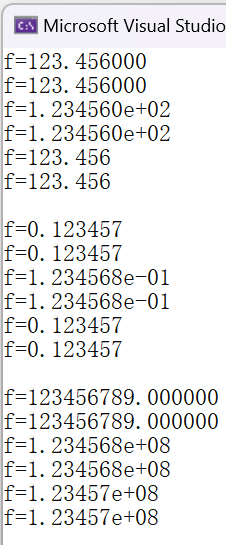 Microsoft Visual Studio
f=123.456000
f=123.456000
f=1.234560e+02
f=1.234560e+02
f=123.456
f=123.456
f=0.123457
f=0.123457
f=1.234568e-01
f=1.234568e-01
f=0.123457
f=0.123457
f=123456789.000000
f=123456789.000000
f=1.234568e+08
f=1.234568e+08
f=1.23457e+08
f=1.23457e+08